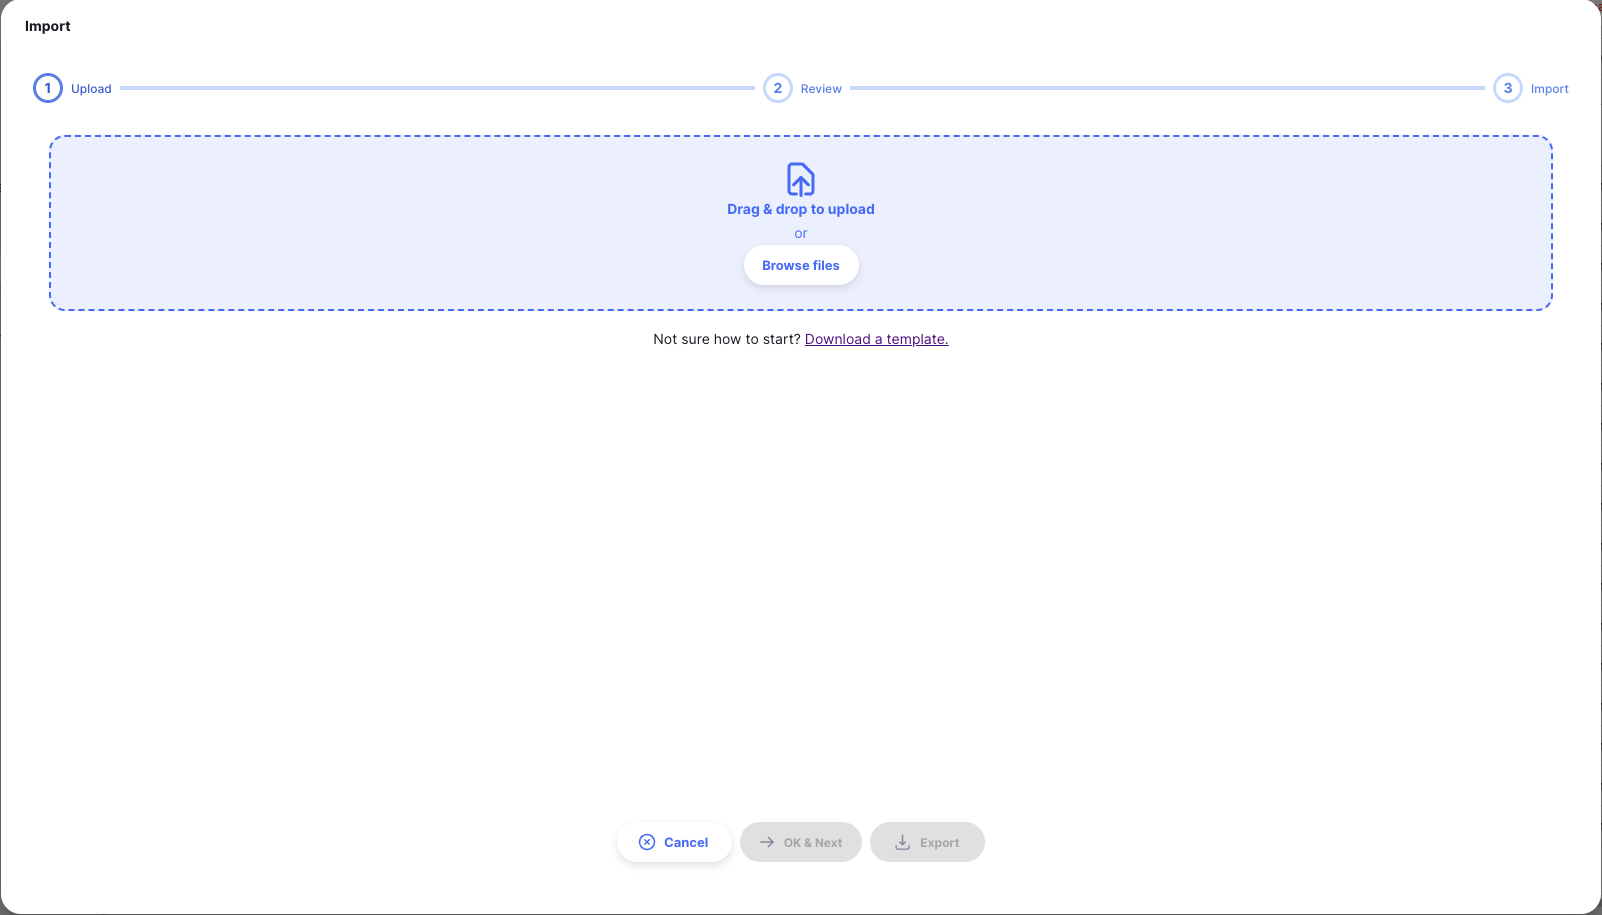 Import
1 Upload
2 Review
3 Import
Drag & drop to upload
or
Browse files
Not sure how to start? Download a template.
Cancel
OK & Next
Export